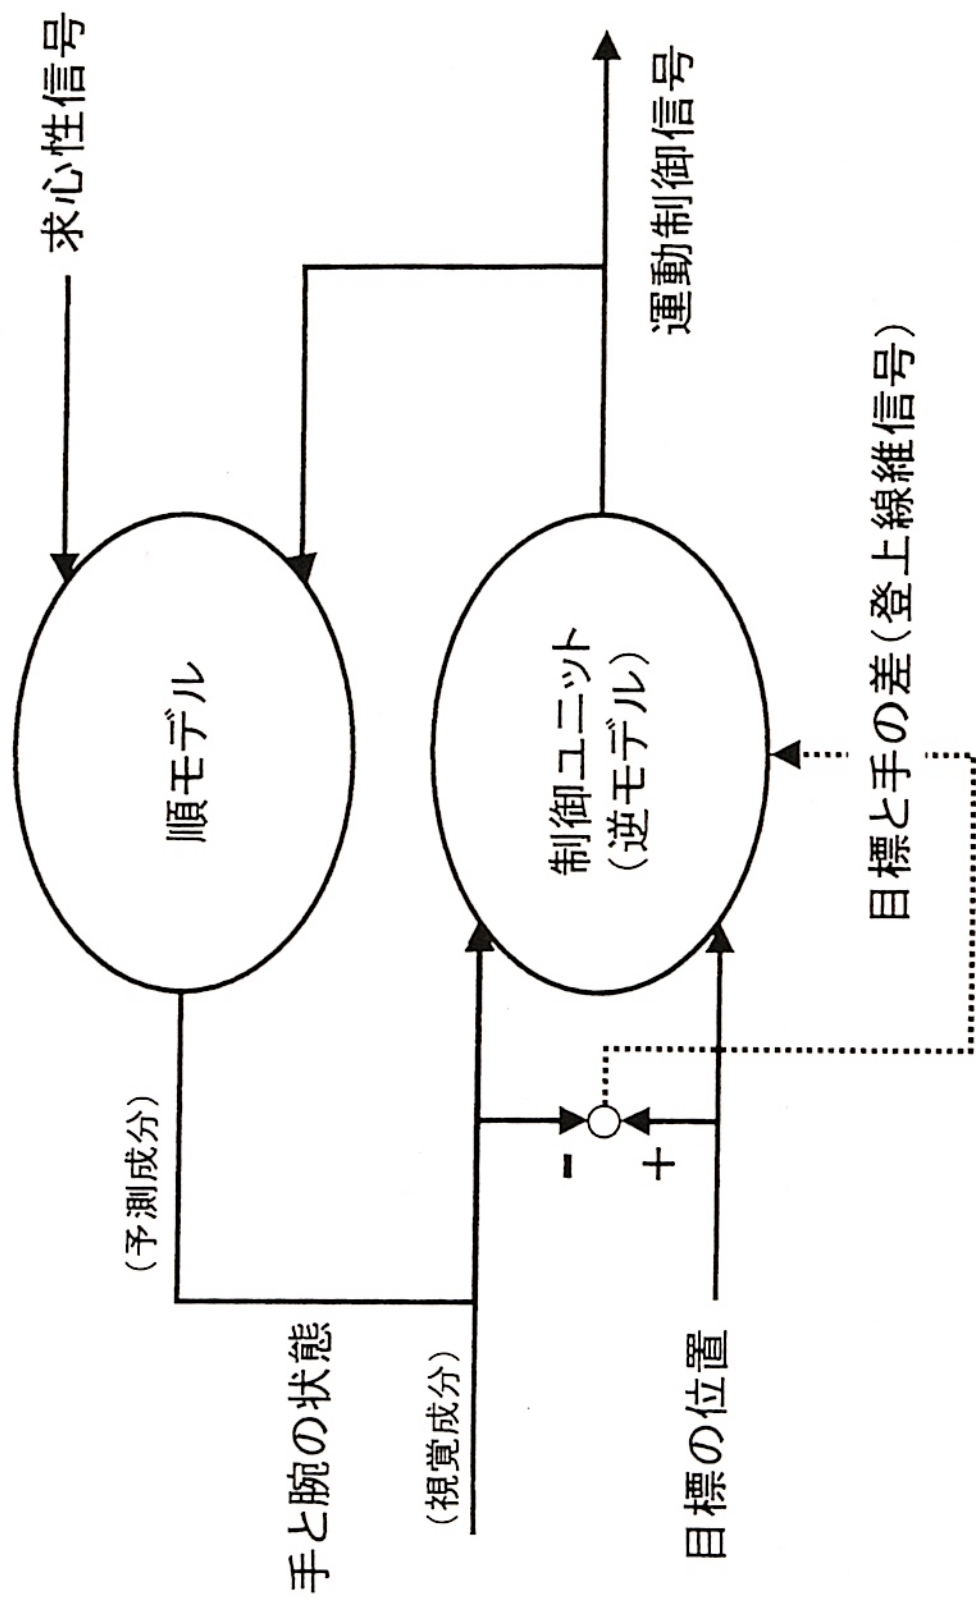 求心性信号
順モデル
(予測成分)
手と腕の状態
(視覚成分)
制御ユニット
(逆モデル)
運動制御信号
-
+
目標の位置
目標と手の差(登上線維信号)